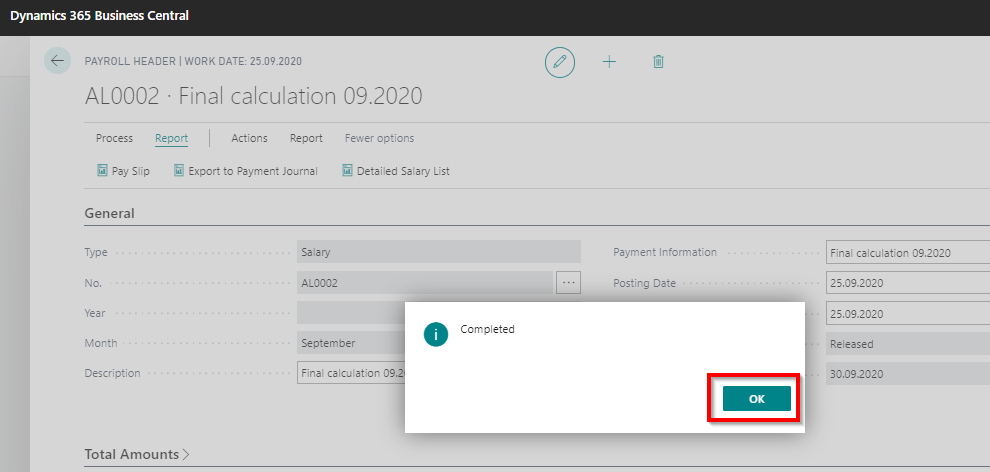 Dynamics 365 Business Central
PAYROLL HEADER | WORK DATE: 25.09.2020
AL0002 · Final calculation 09.2020
Process Report Actions Report Fewer options
Pay Slip Export to Payment Journal Detailed Salary List
General
Type Salary Payment Information Final calculation 09.2020
No. AL0002 ··· Posting Date 25.09.2020
Year 25.09.2020
Month September Released
Description Final calculation 09.2 30.09.2020
Completed
OK
Total Amounts